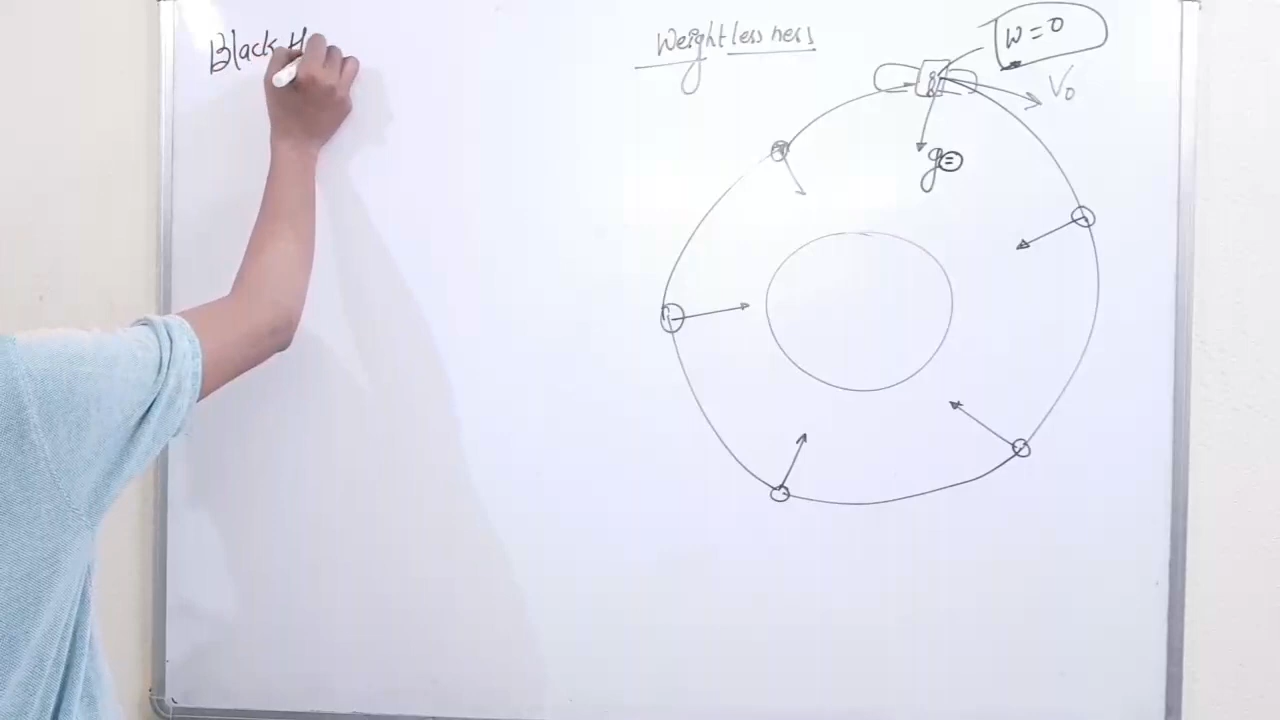 Black H
Weightlessness
W = 0
V₀
g =